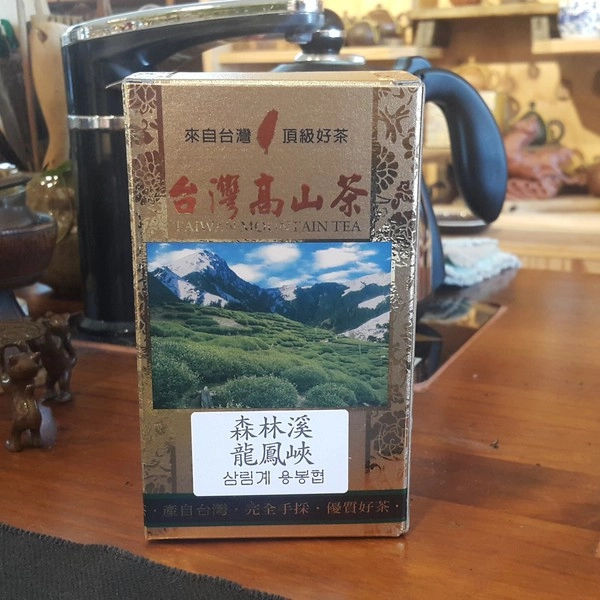 來自台灣 頂級好茶
台灣高山茶
TAIWAN MOUNTAIN TEA
森林溪
龍鳳峽
삼림계 용봉협
產自台灣·完全手採·優質好茶